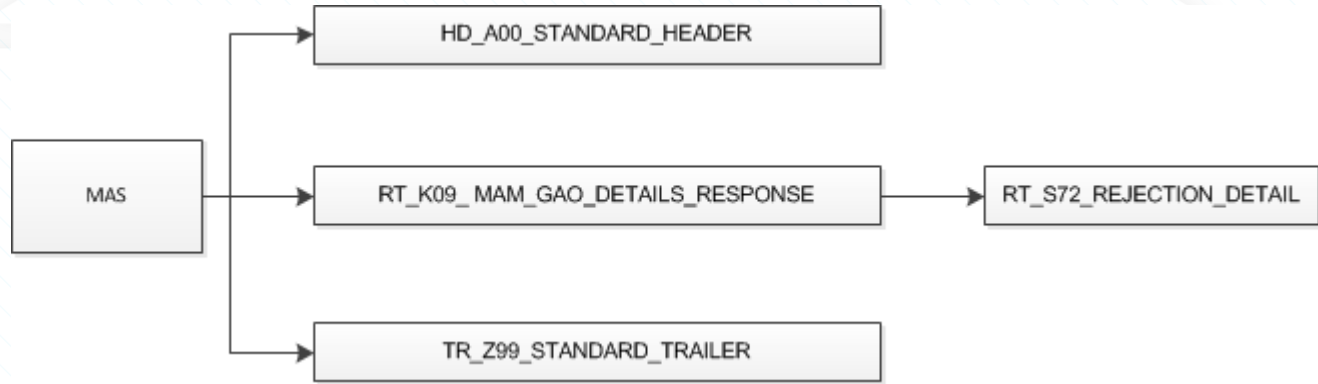 HD_A00_STANDARD_HEADER
MAS
RT_K09_ MAM_GAO_DETAILS_RESPONSE
RT_S72_REJECTION_DETAIL
TR_Z99_STANDARD_TRAILER